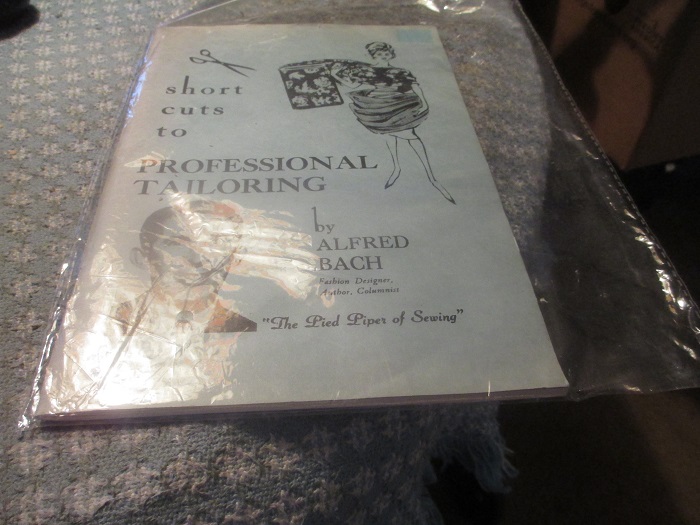 short
cuts
to
PROFESSIONAL
TAILORING
by
ALFRED
BACH
Fashion Designer,
Author, Columnist
"The Pied Piper of Sewing"